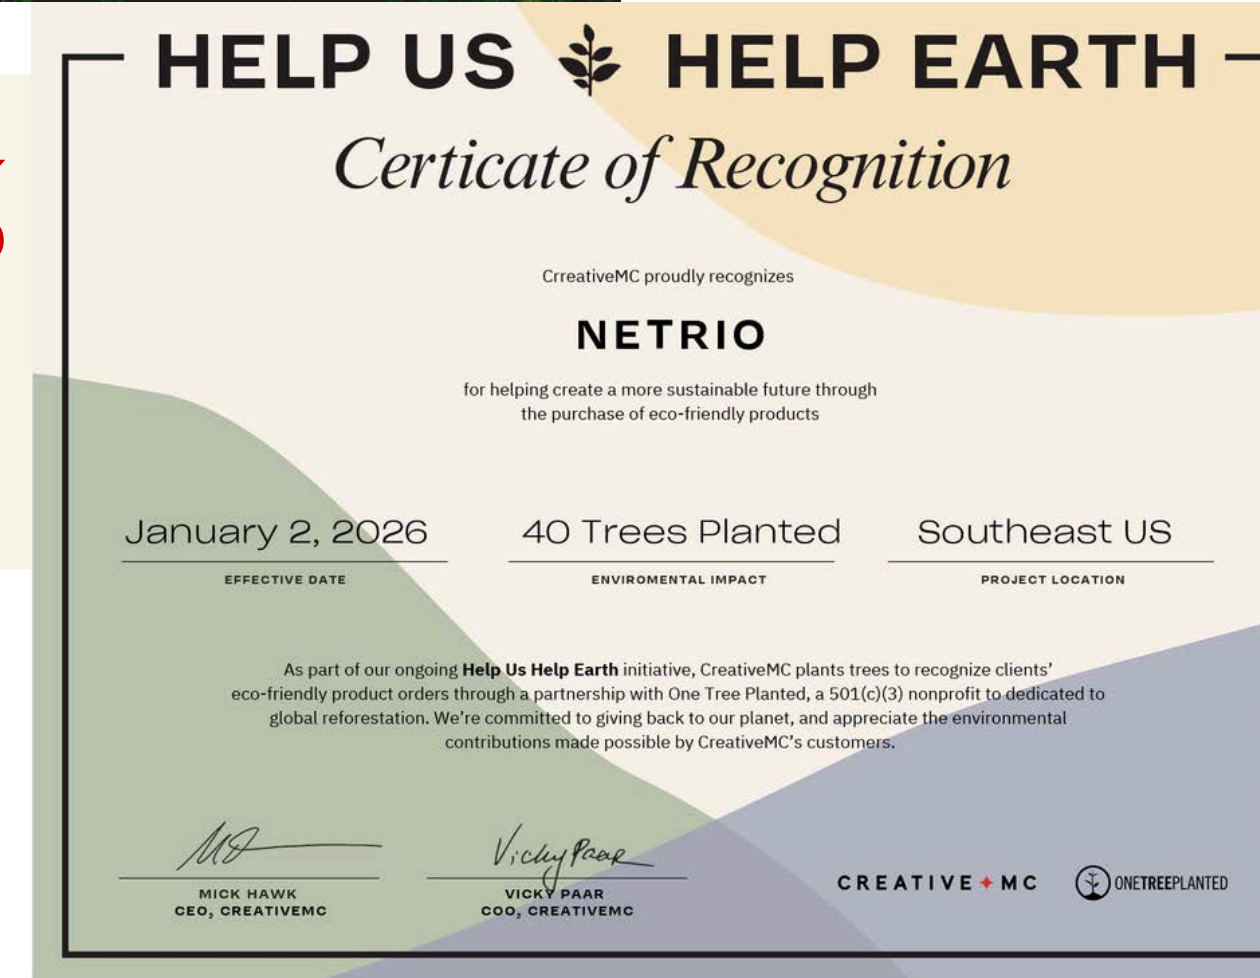 HELP US HELP EARTH
Certicate of Recognition
CrreativeMC proudly recognizes
NETRIO
for helping create a more sustainable future through
the purchase of eco-friendly products
January 2, 2026
EFFECTIVE DATE
40 Trees Planted
ENVIROMENTAL IMPACT
Southeast US
PROJECT LOCATION
As part of our ongoing Help Us Help Earth initiative, CreativeMC plants trees to recognize clients’
eco-friendly product orders through a partnership with One Tree Planted, a 501(c)(3) nonprofit to dedicated to
global reforestation. We’re committed to giving back to our planet, and appreciate the environmental
contributions made possible by CreativeMC’s customers.
Vicky Paar
MICK HAWK
CEO, CREATIVEMC
VICKY PAAR
COO, CREATIVEMC
CREATIVE MC
ONETREEPLANTED